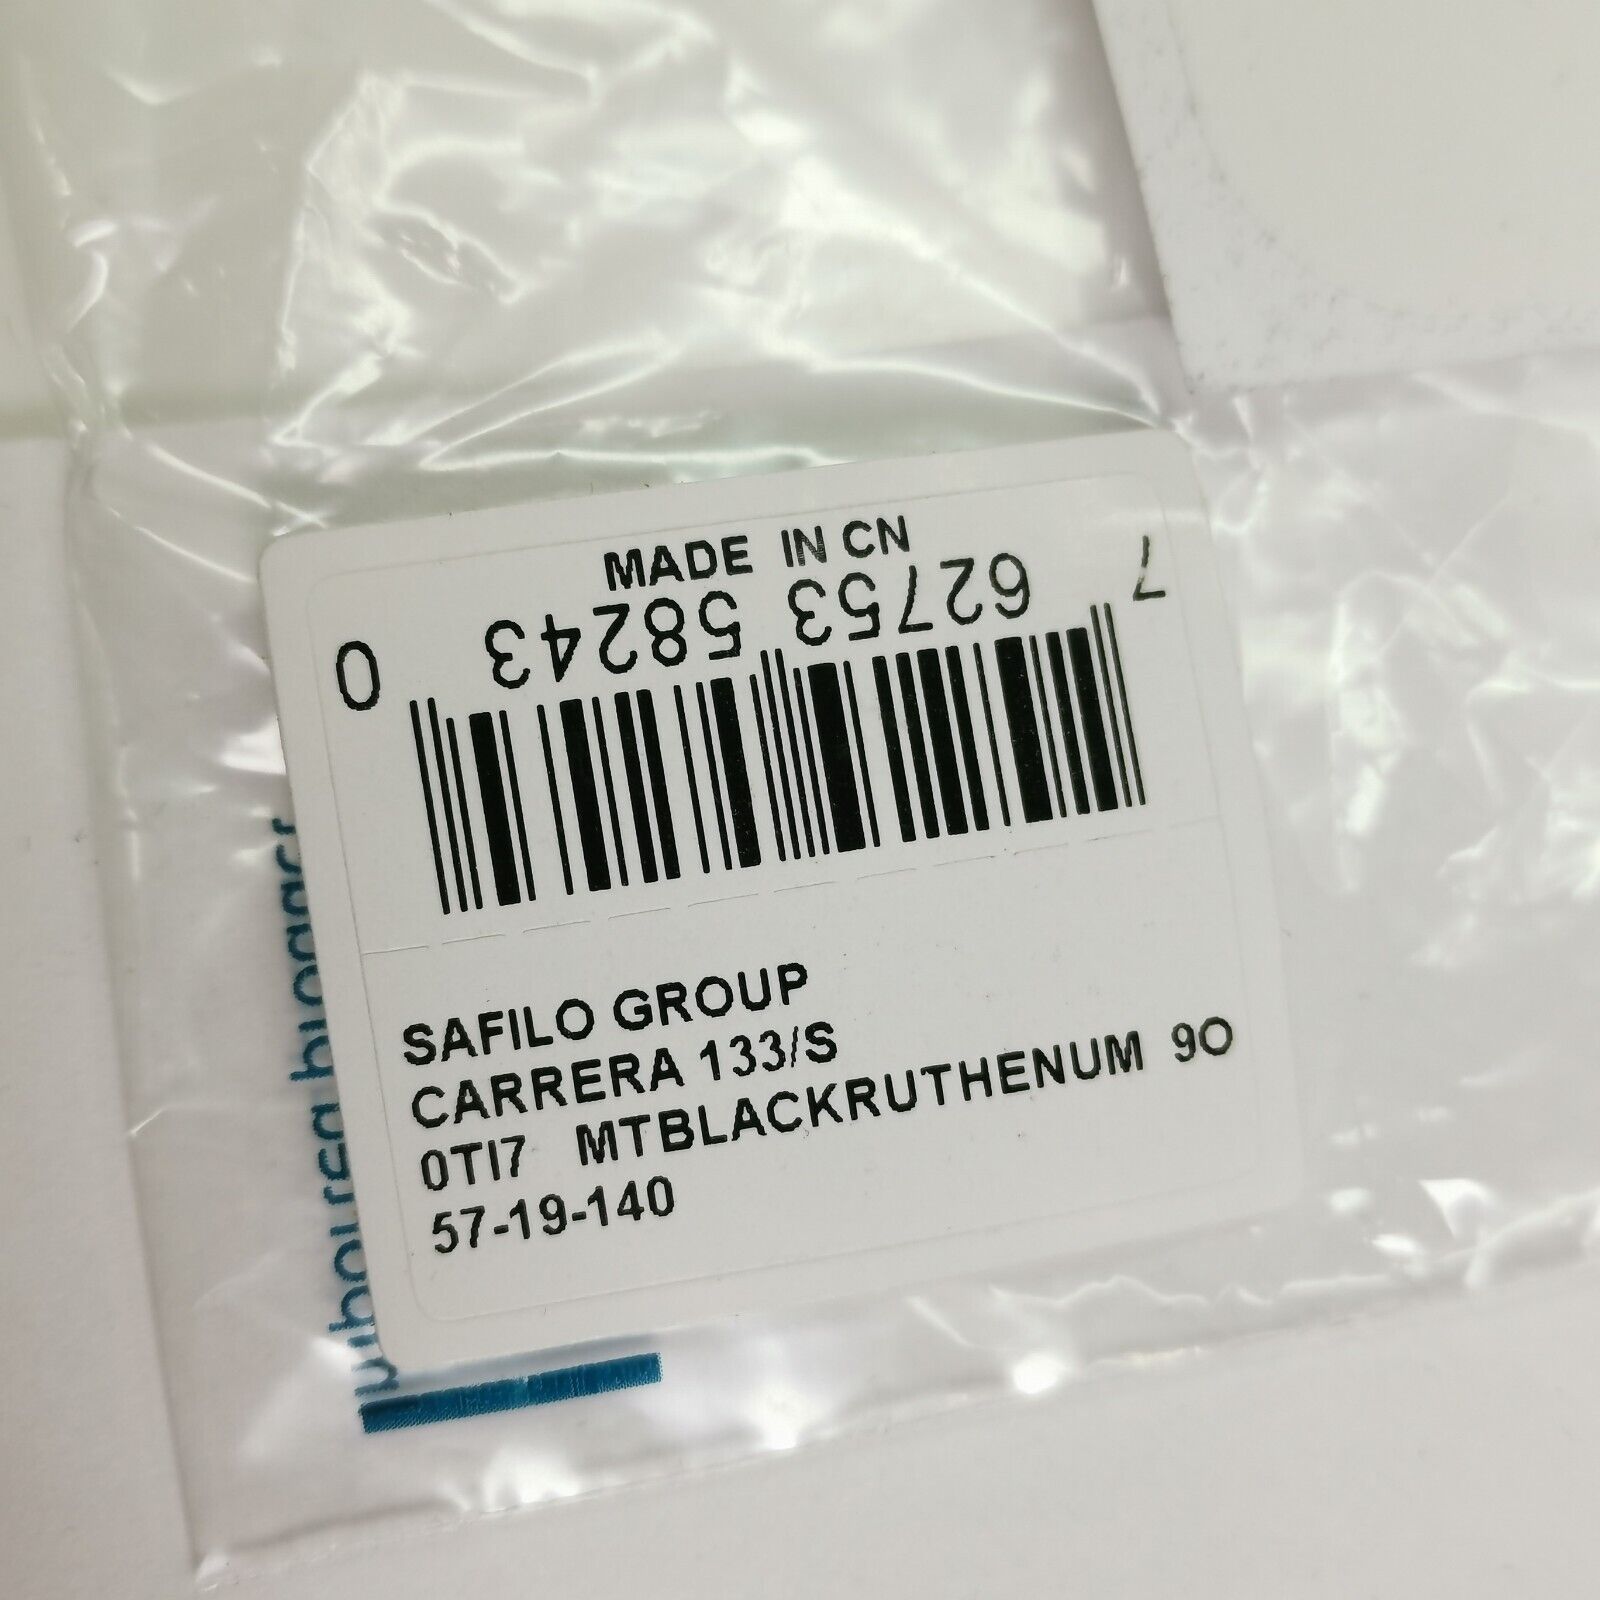 MADE IN CN
7 62753 58243 0
SAFILO GROUP
CARRERA 133/S
0TI7 MTBLACKRUTHENUM 9O
57-19-140